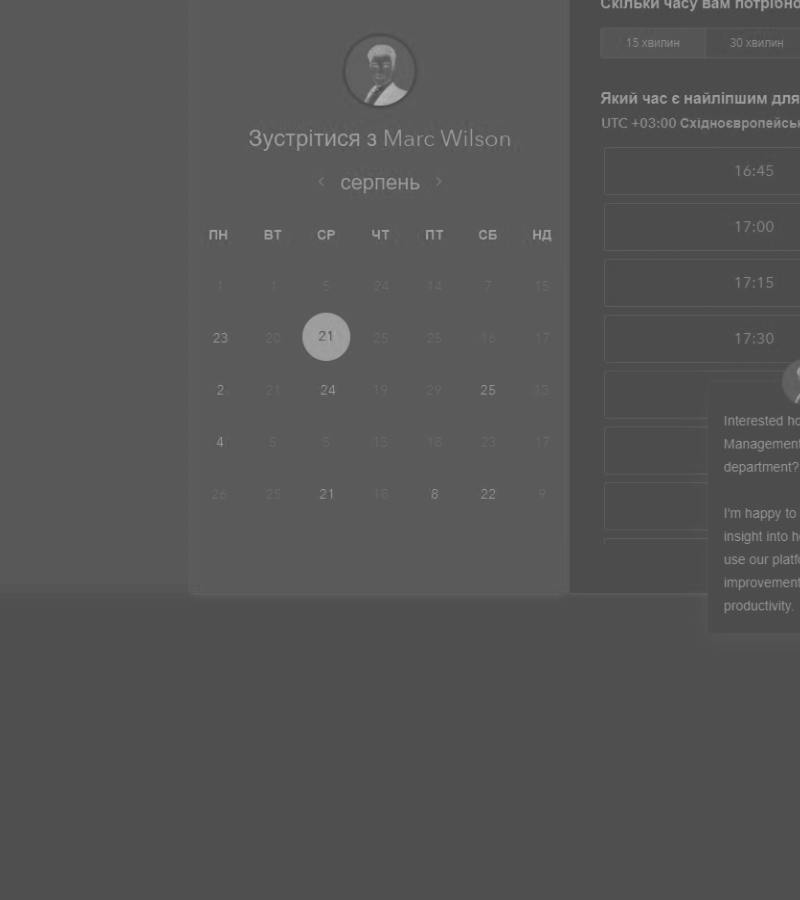 Зустрітися з Marc Wilson
‹ серпень ›
ПН ВТ СР ЧТ ПТ СБ НД
1 1 5 24 14 7 15
23 20 21 25 25 16 17
2 21 24 19 29 25 13
4 5 5 13 18 23 17
26 25 21 18 8 22 9
Скільки часу вам потрібно
15 хвилин 30 хвилин
Який час є найліпшим для
UTC +03:00 Східноєвропейськ
16:45
17:00
17:15
17:30
Interested ho
Management
department?
I'm happy to
insight into h
use our platfo
improvement
productivity.